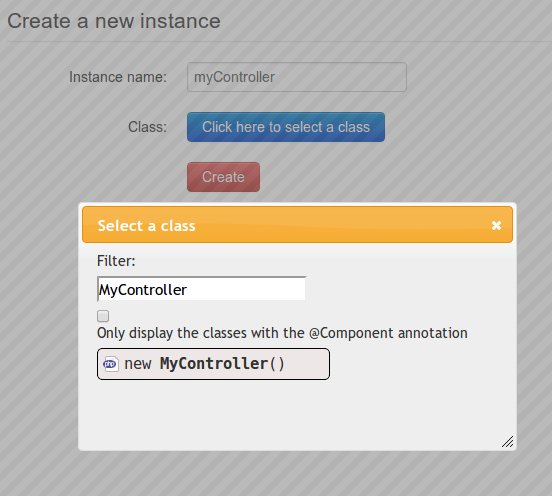 Create a new instance
Instance name: myController
Class: Click here to select a class
Create
Select a class
Filter:
MyController
Only display the classes with the @Component annotation
php new MyController()